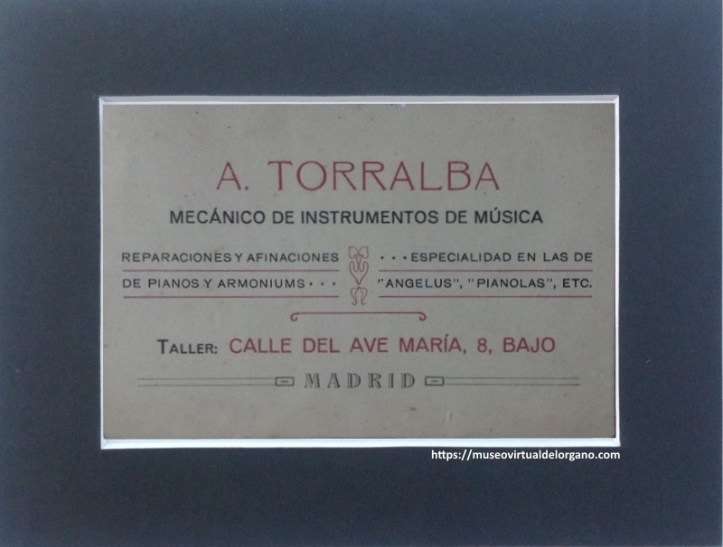 A. TORRALBA
MECÁNICO DE INSTRUMENTOS DE MÚSICA
REPARACIONES Y AFINACIONES
DE PIANOS Y ARMONIUMS · · ·
· · · ESPECIALIDAD EN LAS DE
"ANGELUS", "PIANOLAS", ETC.
TALLER: CALLE DEL AVE MARÍA, 8, BAJO
MADRID
https://museovirtualdelorgano.com